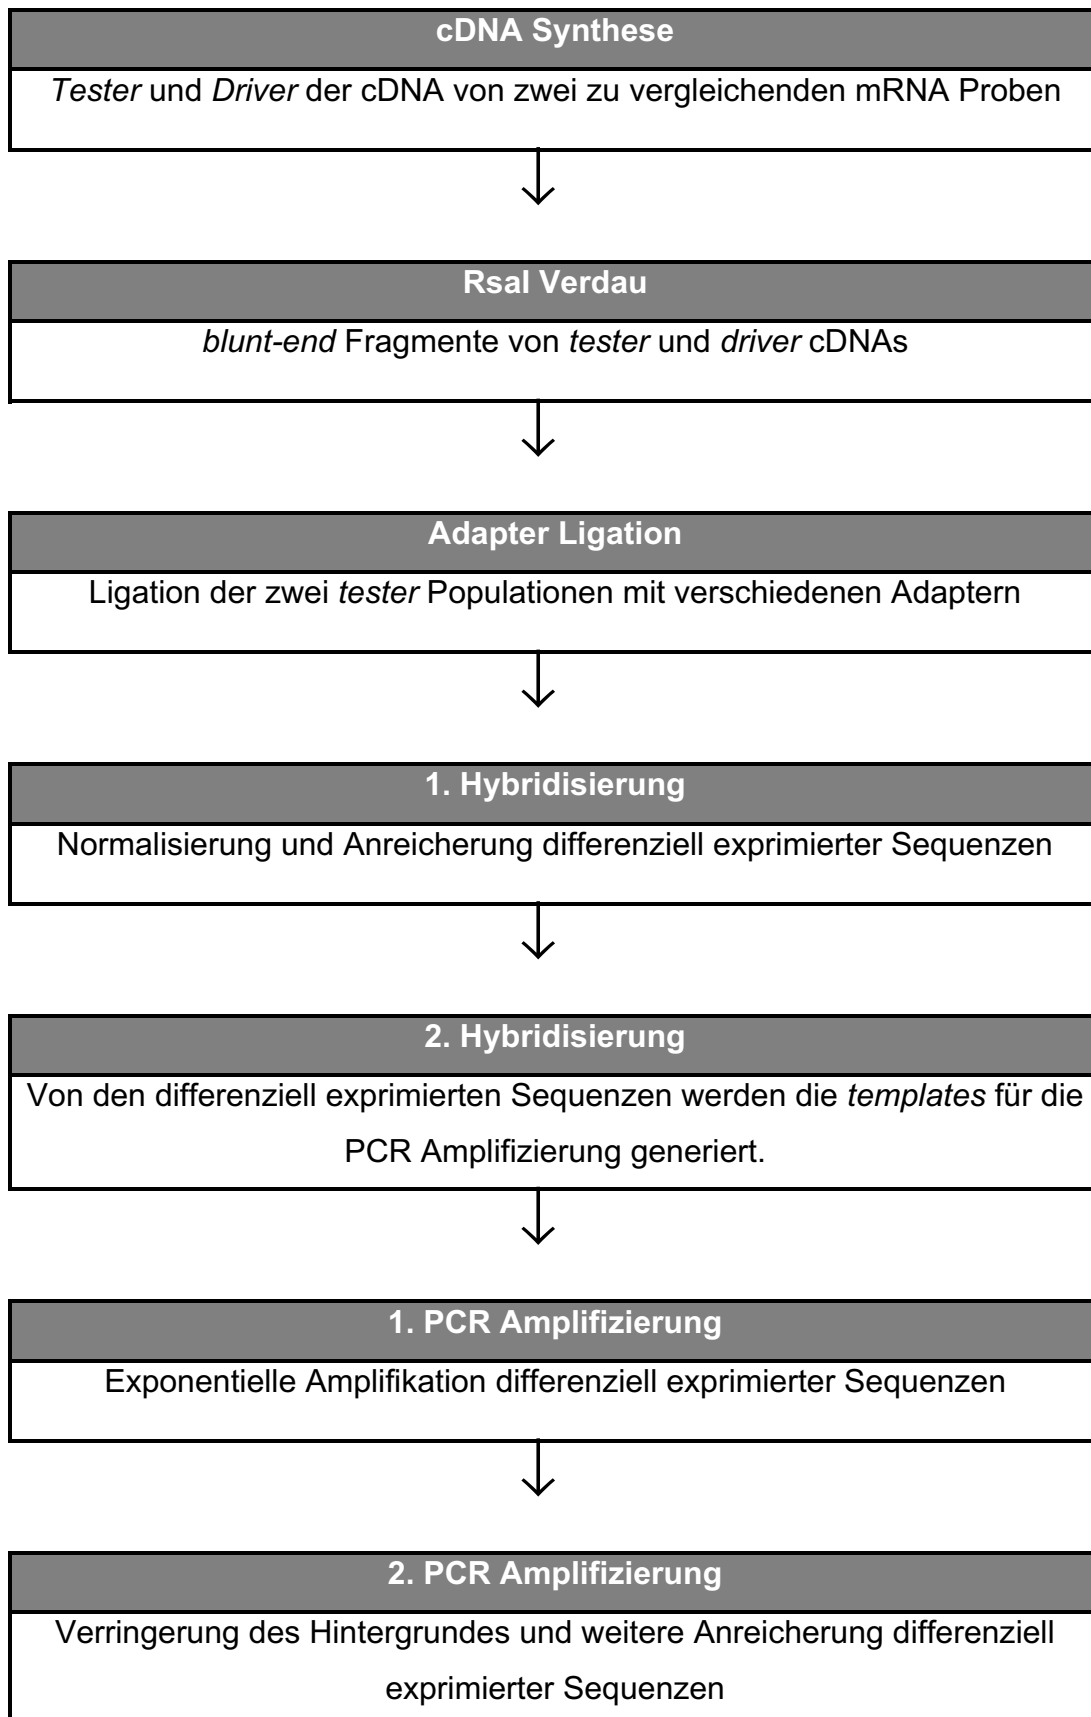 cDNA Synthese
Tester und Driver der cDNA von zwei zu vergleichenden mRNA Proben
RsaI Verdau
blunt-end Fragmente von tester und driver cDNAs
Adapter Ligation
Ligation der zwei tester Populationen mit verschiedenen Adaptern
1. Hybridisierung
Normalisierung und Anreicherung differenziell exprimierter Sequenzen
2. Hybridisierung
Von den differenziell exprimierten Sequenzen werden die templates für die
PCR Amplifizierung generiert.
1. PCR Amplifizierung
Exponentielle Amplifikation differenziell exprimierter Sequenzen
2. PCR Amplifizierung
Verringerung des Hintergrundes und weitere Anreicherung differenziell
exprimierter Sequenzen